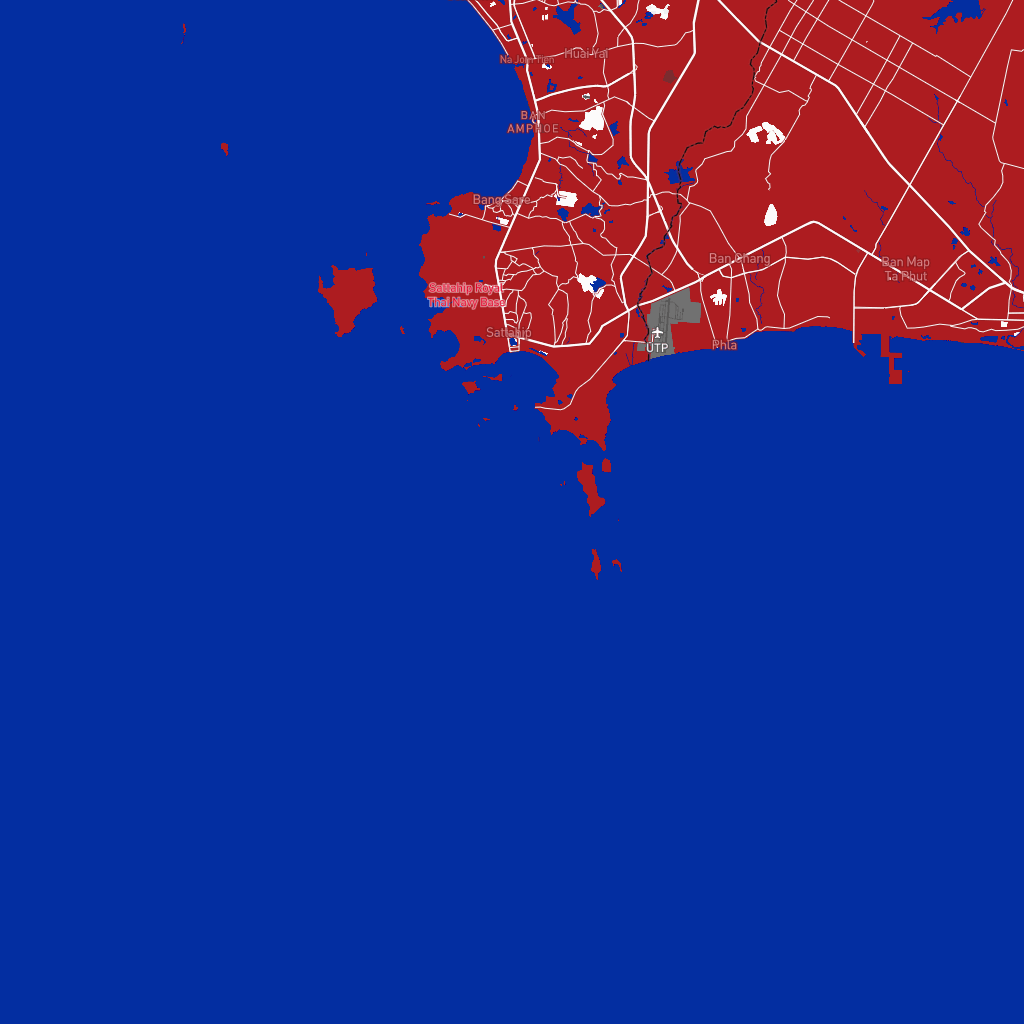 Huai Yai
Na Jom Tien
BAN
AMPHOE
Bang Sare
Ban Chang
Ban Map
Ta Phut
Sattahip Royal
Thai Navy Base
Sattahip
UTP
Phla